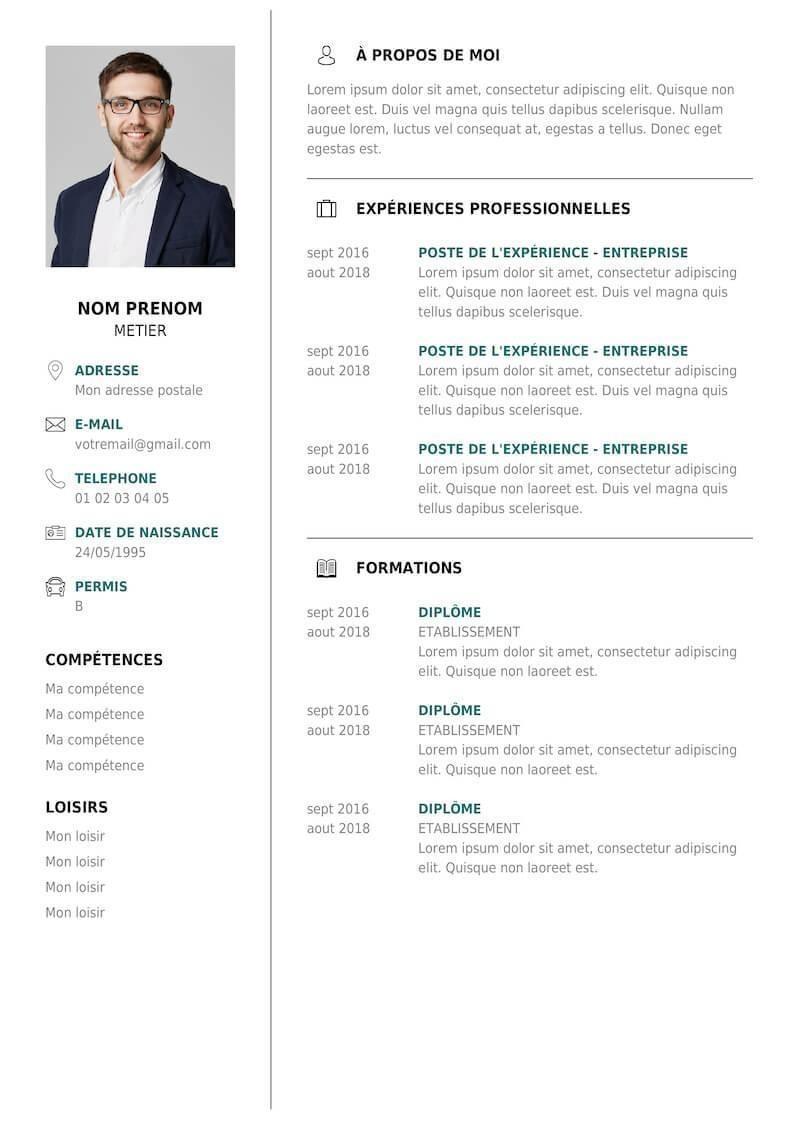 NOM PRENOM
METIER
ADRESSE
Mon adresse postale
E-MAIL
votremail@gmail.com
TELEPHONE
01 02 03 04 05
DATE DE NAISSANCE
24/05/1995
PERMIS
B
COMPÉTENCES
Ma compétence
Ma compétence
Ma compétence
Ma compétence
LOISIRS
Mon loisir
Mon loisir
Mon loisir
Mon loisir
À PROPOS DE MOI
Lorem ipsum dolor sit amet, consectetur adipiscing elit. Quisque non
laoreet est. Duis vel magna quis tellus dapibus scelerisque. Nullam
augue lorem, luctus vel consequat at, egestas a tellus. Donec eget
egestas est.
EXPÉRIENCES PROFESSIONNELLES
sept 2016
aout 2018
POSTE DE L'EXPÉRIENCE - ENTREPRISE
Lorem ipsum dolor sit amet, consectetur adipiscing
elit. Quisque non laoreet est. Duis vel magna quis
tellus dapibus scelerisque.
sept 2016
aout 2018
POSTE DE L'EXPÉRIENCE - ENTREPRISE
Lorem ipsum dolor sit amet, consectetur adipiscing
elit. Quisque non laoreet est. Duis vel magna quis
tellus dapibus scelerisque.
sept 2016
aout 2018
POSTE DE L'EXPÉRIENCE - ENTREPRISE
Lorem ipsum dolor sit amet, consectetur adipiscing
elit. Quisque non laoreet est. Duis vel magna quis
tellus dapibus scelerisque.
FORMATIONS
sept 2016
aout 2018
DIPLÔME
ETABLISSEMENT
Lorem ipsum dolor sit amet, consectetur adipiscing
elit. Quisque non laoreet est.
sept 2016
aout 2018
DIPLÔME
ETABLISSEMENT
Lorem ipsum dolor sit amet, consectetur adipiscing
elit. Quisque non laoreet est.
sept 2016
aout 2018
DIPLÔME
ETABLISSEMENT
Lorem ipsum dolor sit amet, consectetur adipiscing
elit. Quisque non laoreet est.